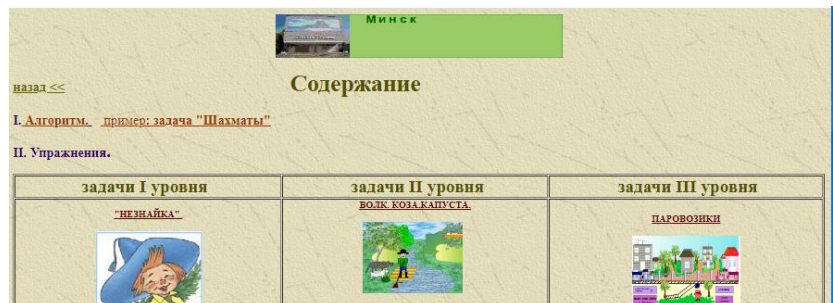 Минск
Содержание
назад <<
I. Алгоритм. пример: задача "Шахматы"
II. Упражнения.
задачи I уровня
задачи II уровня
задачи III уровня
"НЕЗНАЙКА"
ВОЛК. КОЗА.КАПУСТА.
ПАРОВОЗИКИ